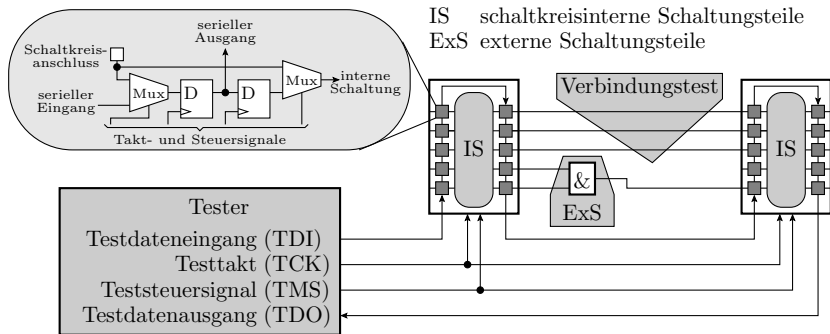 IS schaltkreisinterne Schaltungsteile
ExS externe Schaltungsteile
serieller
Ausgang
Schaltkreis-
anschluss
Mux
interne
Schaltung
D
D
Mux
serieller
Eingang
Takt- und Steuersignale
Verbindungstest
IS
IS
&
ExS
Tester
Testdateneingang (TDI)
Testtakt (TCK)
Teststeuersignal (TMS)
Testdatenausgang (TDO)